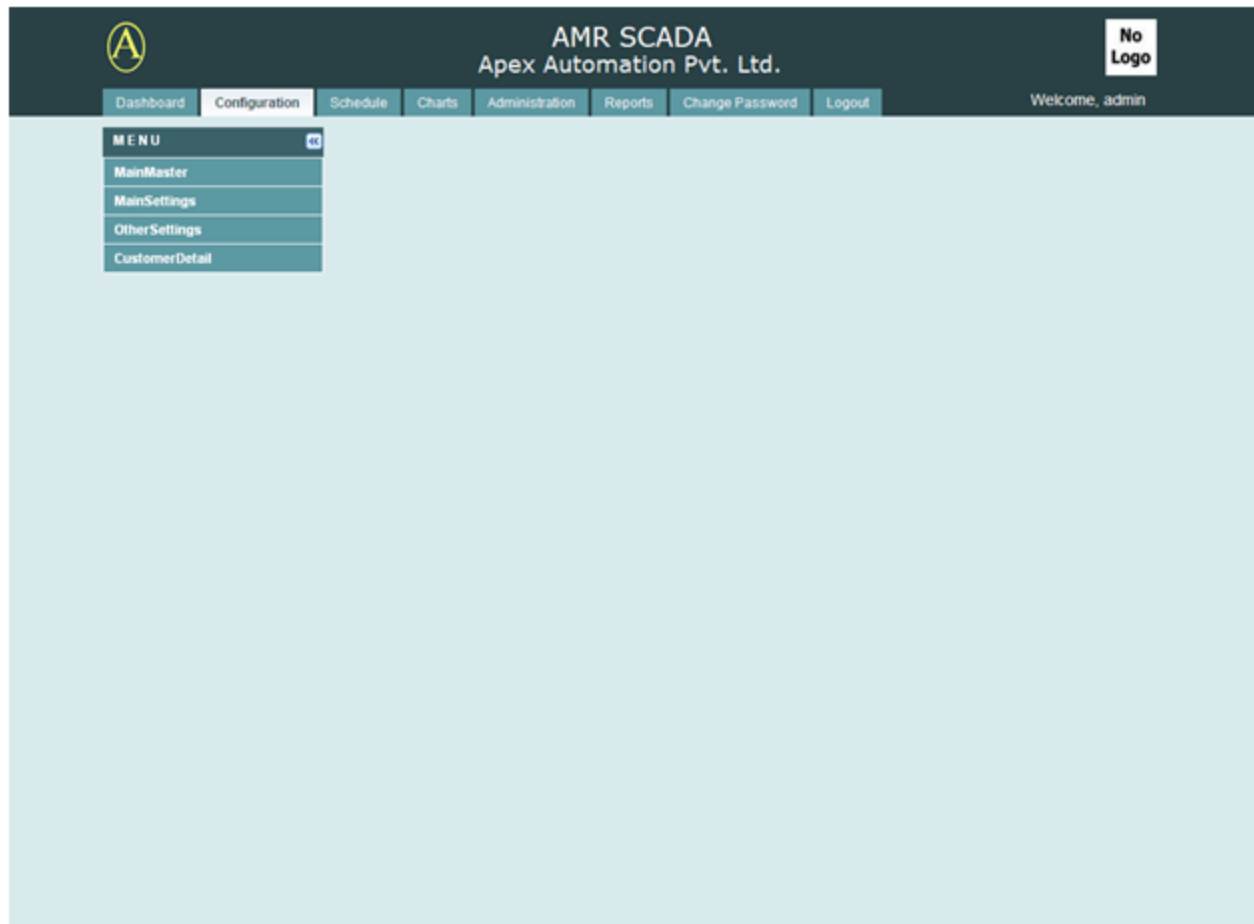 A
AMR SCADA
Apex Automation Pvt. Ltd.
No
Logo
Dashboard Configuration Schedule Charts Administration Reports Change Password Logout Welcome, admin
MENU
MainMaster
MainSettings
OtherSettings
CustomerDetail